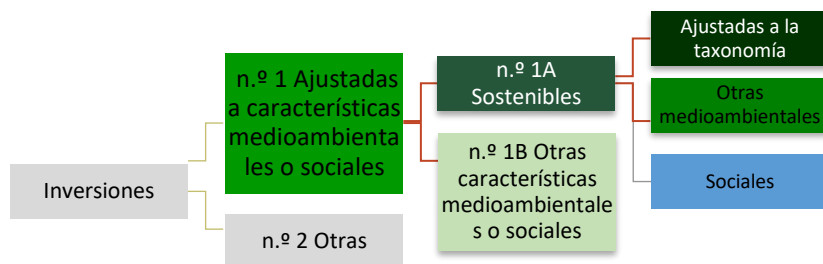 Inversiones
n.º 1 Ajustadas
a características
medioambienta
les o sociales
n.º 2 Otras
n.º 1A
Sostenibles
n.º 1B Otras
características
medioambientale
s o sociales
Ajustadas a la
taxonomía
Otras
medioambientales
Sociales